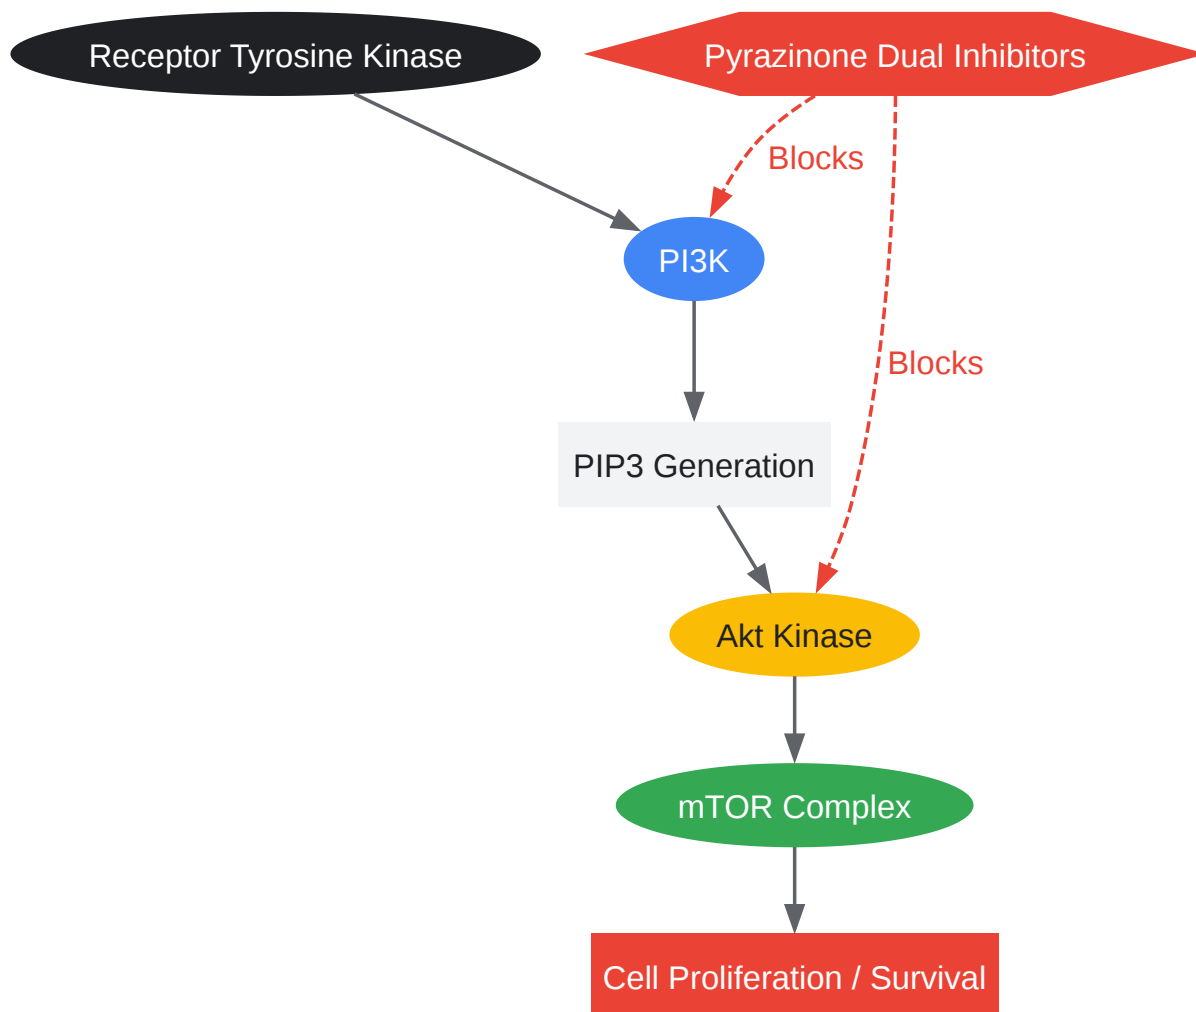 Receptor Tyrosine Kinase
Pyrazinone Dual Inhibitors
Blocks
PI3K
Blocks
PIP3 Generation
Akt Kinase
mTOR Complex
Cell Proliferation / Survival